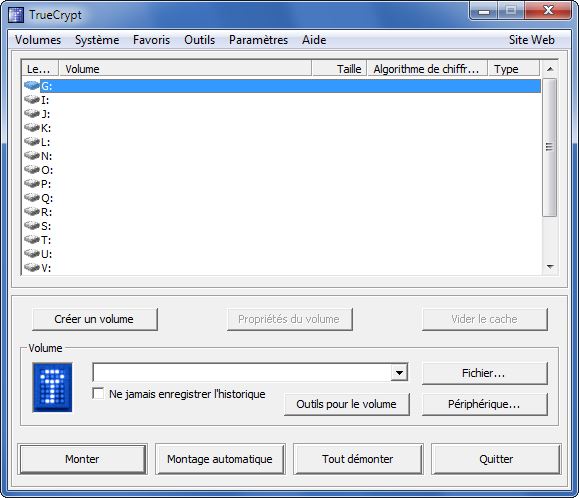 TrueCrypt
Volumes Système Favoris Outils Paramètres Aide Site Web
Le... Volume Taille Algorithme de chiffr... Type
G:
I:
J:
K:
L:
N:
O:
P:
Q:
R:
S:
T:
U:
V:
Créer un volume Propriétés du volume Vider le cache
Volume
Fichier...
Ne jamais enregistrer l'historique
Outils pour le volume Périphérique...
Monter Montage automatique Tout démonter Quitter